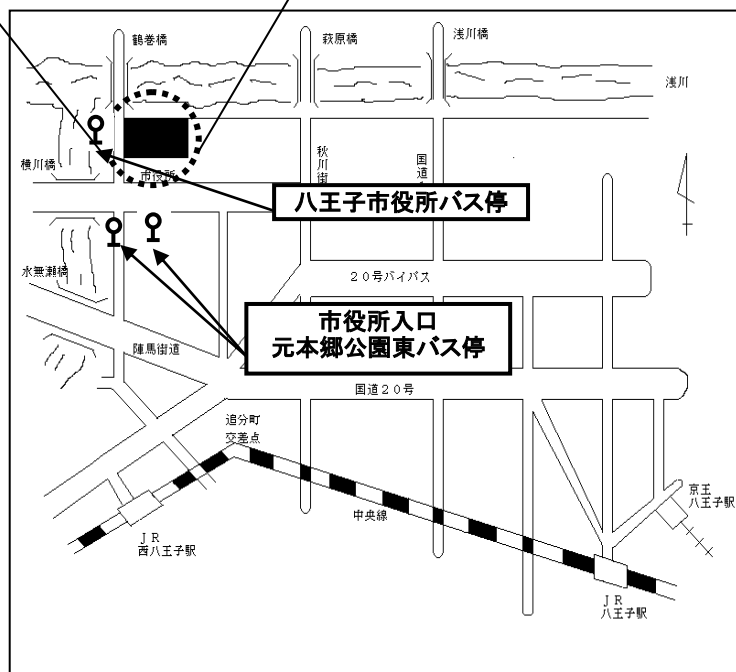 鶴巻橋
萩原橋
浅川橋
浅川
横川橋
市役所
秋川街
国道
八王子市役所バス停
水無瀬橋
20号バイパス
市役所入口
元本郷公園東バス停
陣馬街道
国道20号
追分町
交差点
中央線
京王
八王子駅
JR
西八王子駅
JR
八王子駅